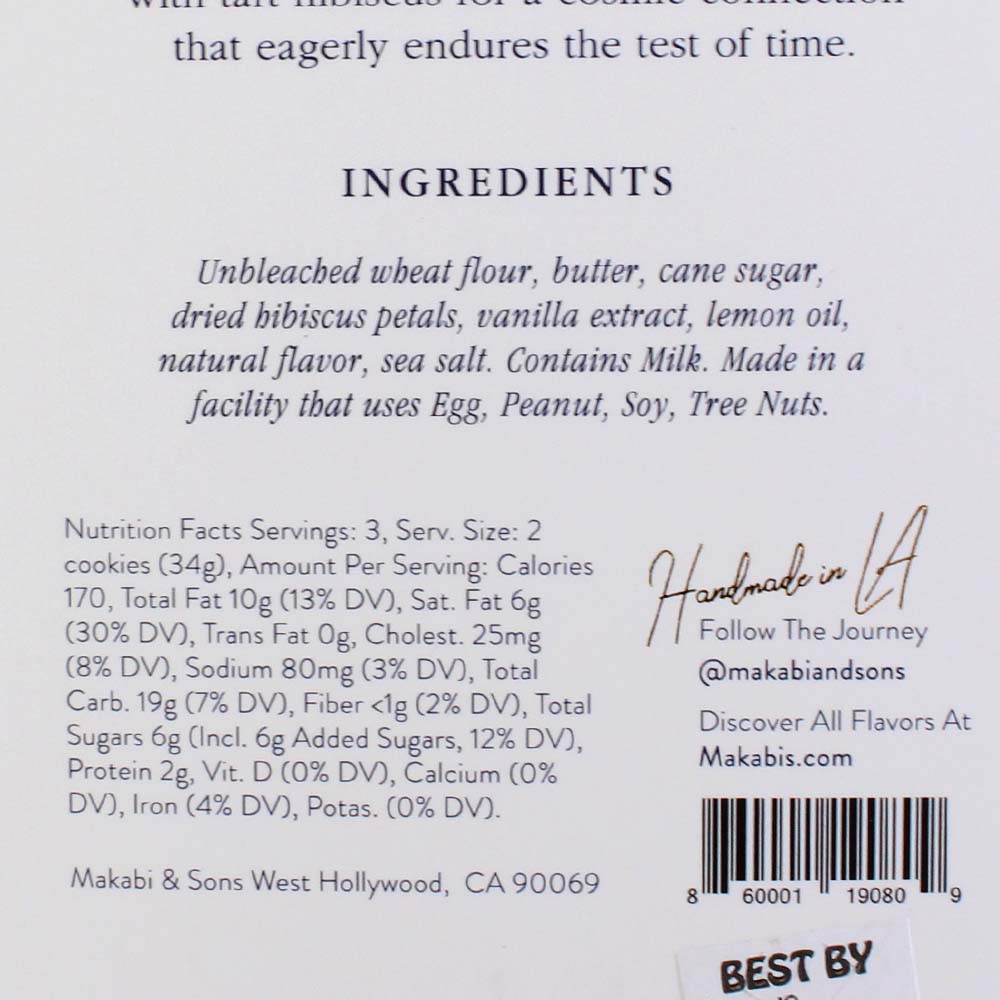 with tart hibiscus for a cosmic connection
that eagerly endures the test of time.
INGREDIENTS
Unbleached wheat flour, butter, cane sugar,
dried hibiscus petals, vanilla extract, lemon oil,
natural flavor, sea salt. Contains Milk. Made in a
facility that uses Egg, Peanut, Soy, Tree Nuts.
Nutrition Facts Servings: 3, Serv. Size: 2
cookies (34g), Amount Per Serving: Calories
170, Total Fat 10g (13% DV), Sat. Fat 6g
(30% DV), Trans Fat 0g, Cholest. 25mg
(8% DV), Sodium 80mg (3% DV), Total
Carb. 19g (7% DV), Fiber <1g (2% DV), Total
Sugars 6g (Incl. 6g Added Sugars, 12% DV),
Protein 2g, Vit. D (0% DV), Calcium (0%
DV), Iron (4% DV), Potas. (0% DV).
Makabi & Sons West Hollywood, CA 90069
Handmade in LA
Follow The Journey
@makabiandsons
Discover All Flavors At
Makabis.com
8 60001 19080 9
BEST BY